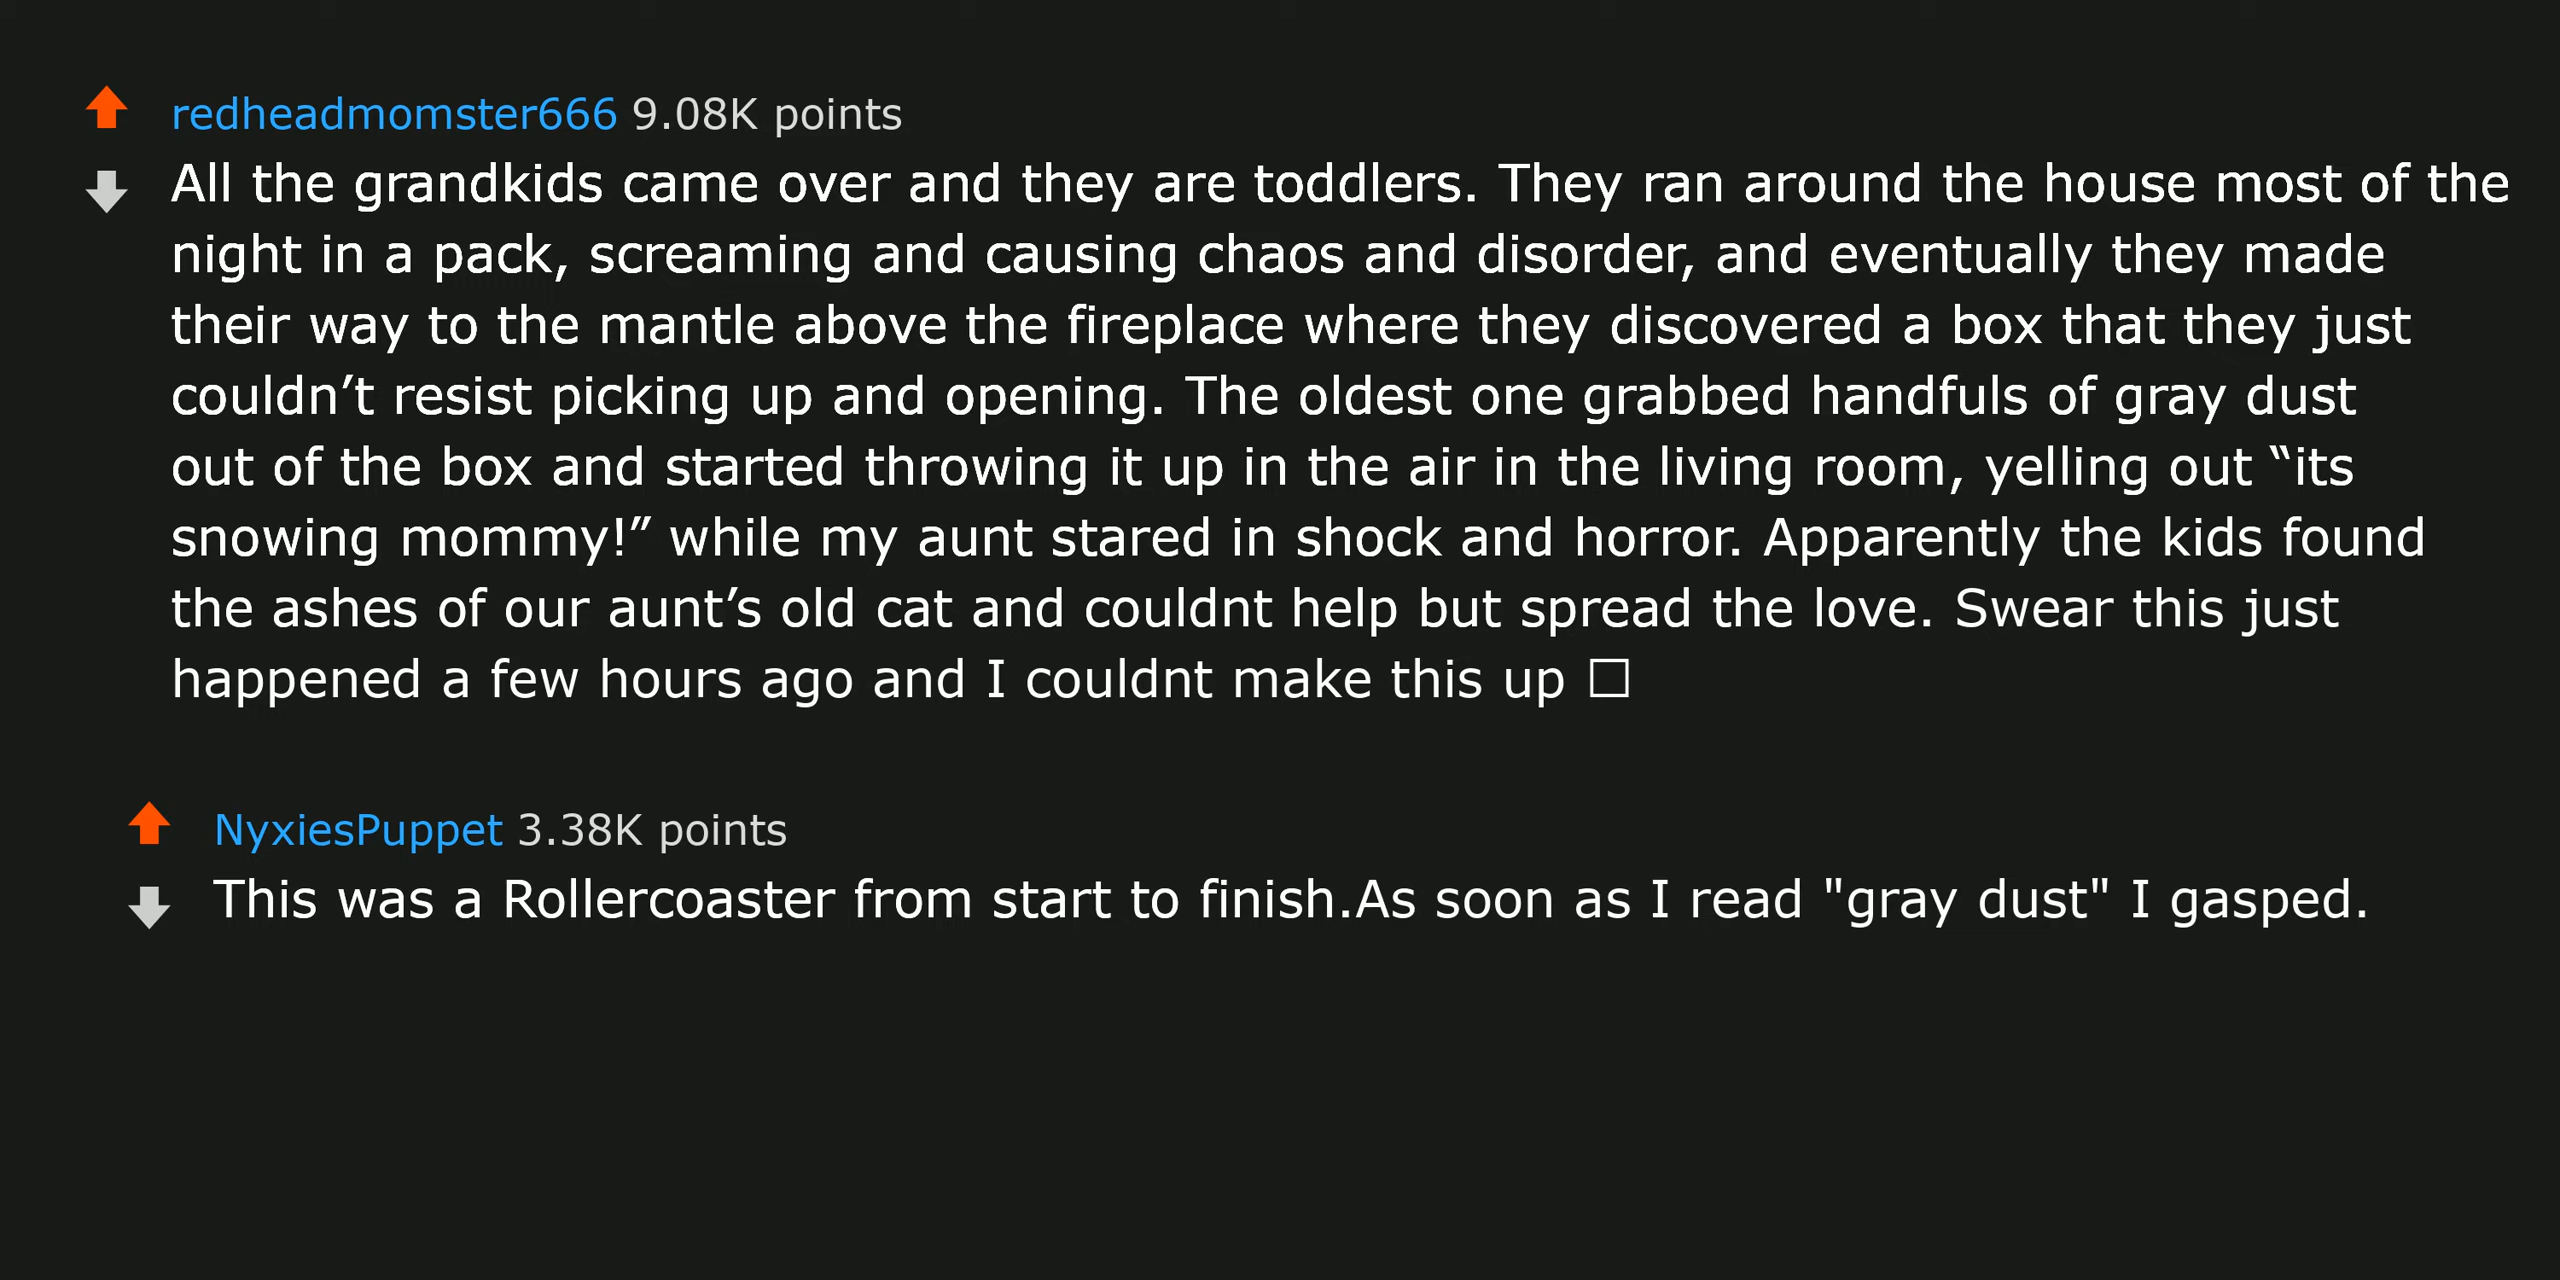 redheadmomster666 9.08K points
All the grandkids came over and they are toddlers. They ran around the house most of the
night in a pack, screaming and causing chaos and disorder, and eventually they made
their way to the mantle above the fireplace where they discovered a box that they just
couldn’t resist picking up and opening. The oldest one grabbed handfuls of gray dust
out of the box and started throwing it up in the air in the living room, yelling out “its
snowing mommy!” while my aunt stared in shock and horror. Apparently the kids found
the ashes of our aunt’s old cat and couldnt help but spread the love. Swear this just
happened a few hours ago and I couldnt make this up □
NyxiesPuppet 3.38K points
This was a Rollercoaster from start to finish.As soon as I read "gray dust" I gasped.